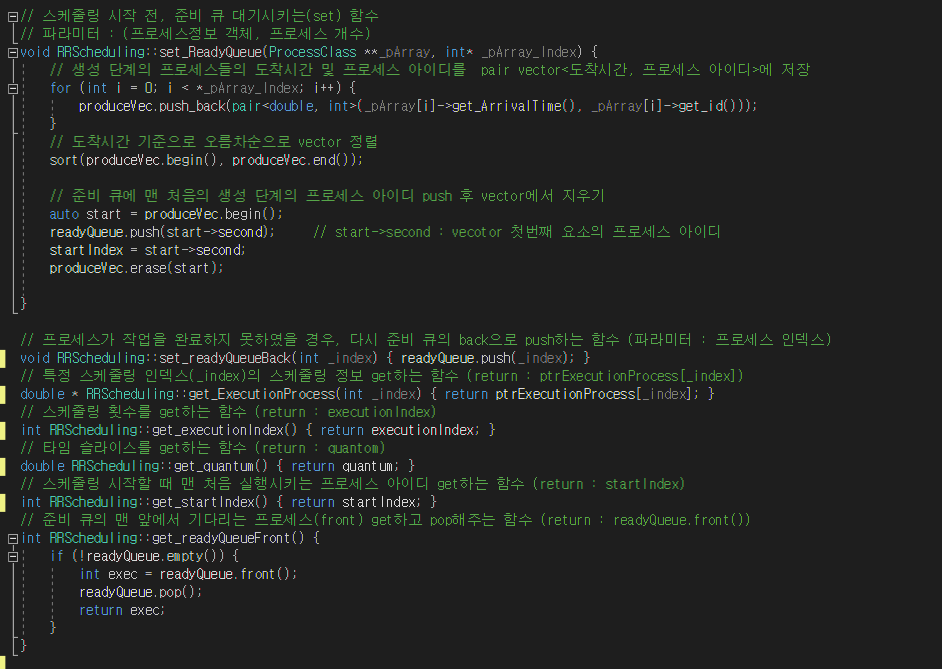 // 스케줄링 시작 전, 준비 큐 대기시키는(set) 함수
// 파라미터 : (프로세스정보 객체, 프로세스 개수)
void RRScheduling::set_ReadyQueue(ProcessClass **_pArray, int* _pArray_Index) {
// 생성 단계의 프로세스들의 도착시간 및 프로세스 아이디를  pair vector<도착시간, 프로세스 아이디>에 저장
for (int i = 0; i < *_pArray_Index; i++) {
produceVec.push_back(pair<double, int>(_pArray[i]->get_ArrivalTime(), _pArray[i]->get_id()));
}
// 도착시간 기준으로 오름차순으로 vector 정렬
sort(produceVec.begin(), produceVec.end());
// 준비 큐에 맨 처음의 생성 단계의 프로세스 아이디 push 후 vector에서 지우기
auto start = produceVec.begin();
readyQueue.push(start->second);     // start->second : vecotor 첫번째 요소의 프로세스 아이디
startIndex = start->second;
produceVec.erase(start);
}
// 프로세스가 작업을 완료하지 못하였을 경우, 다시 준비 큐의 back으로 push하는 함수 (파라미터 : 프로세스 인덱스)
void RRScheduling::set_readyQueueBack(int _index) { readyQueue.push(_index); }
// 특정 스케줄링 인덱스(_index)의 스케줄링 정보 get하는 함수 (return : ptrExecutionProcess[_index])
double * RRScheduling::get_ExecutionProcess(int _index) { return ptrExecutionProcess[_index]; }
// 스케줄링 횟수를 get하는 함수 (return : executionIndex)
int RRScheduling::get_executionIndex() { return executionIndex; }
// 타임 슬라이스를 get하는 함수 (return : quantom)
double RRScheduling::get_quantum() { return quantum; }
// 스케줄링 시작할 때 맨 처음 실행시키는 프로세스 아이디 get하는 함수 (return : startIndex)
int RRScheduling::get_startIndex() { return startIndex; }
// 준비 큐의 맨 앞에서 기다리는 프로세스(front) get하고 pop해주는 함수 (return : readyQueue.front())
int RRScheduling::get_readyQueueFront() {
if (!readyQueue.empty()) {
int exec = readyQueue.front();
readyQueue.pop();
return exec;
}
}